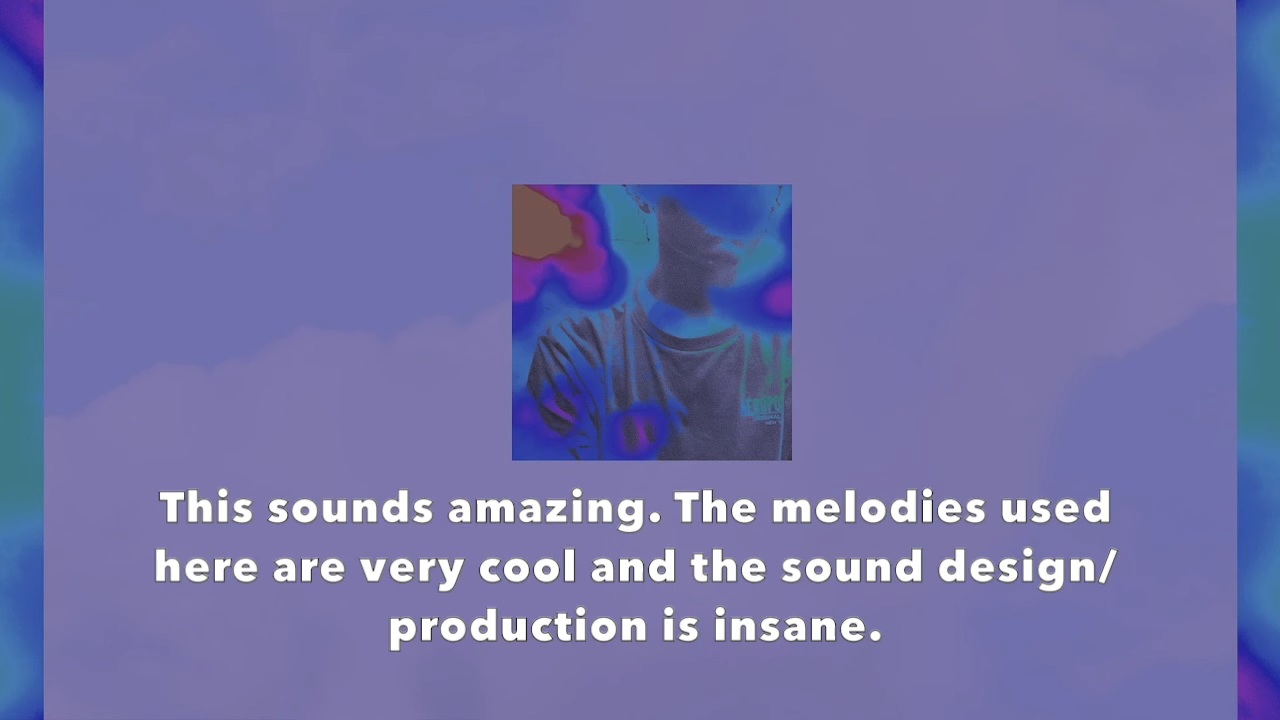 This sounds amazing. The melodies used
here are very cool and the sound design/
production is insane.